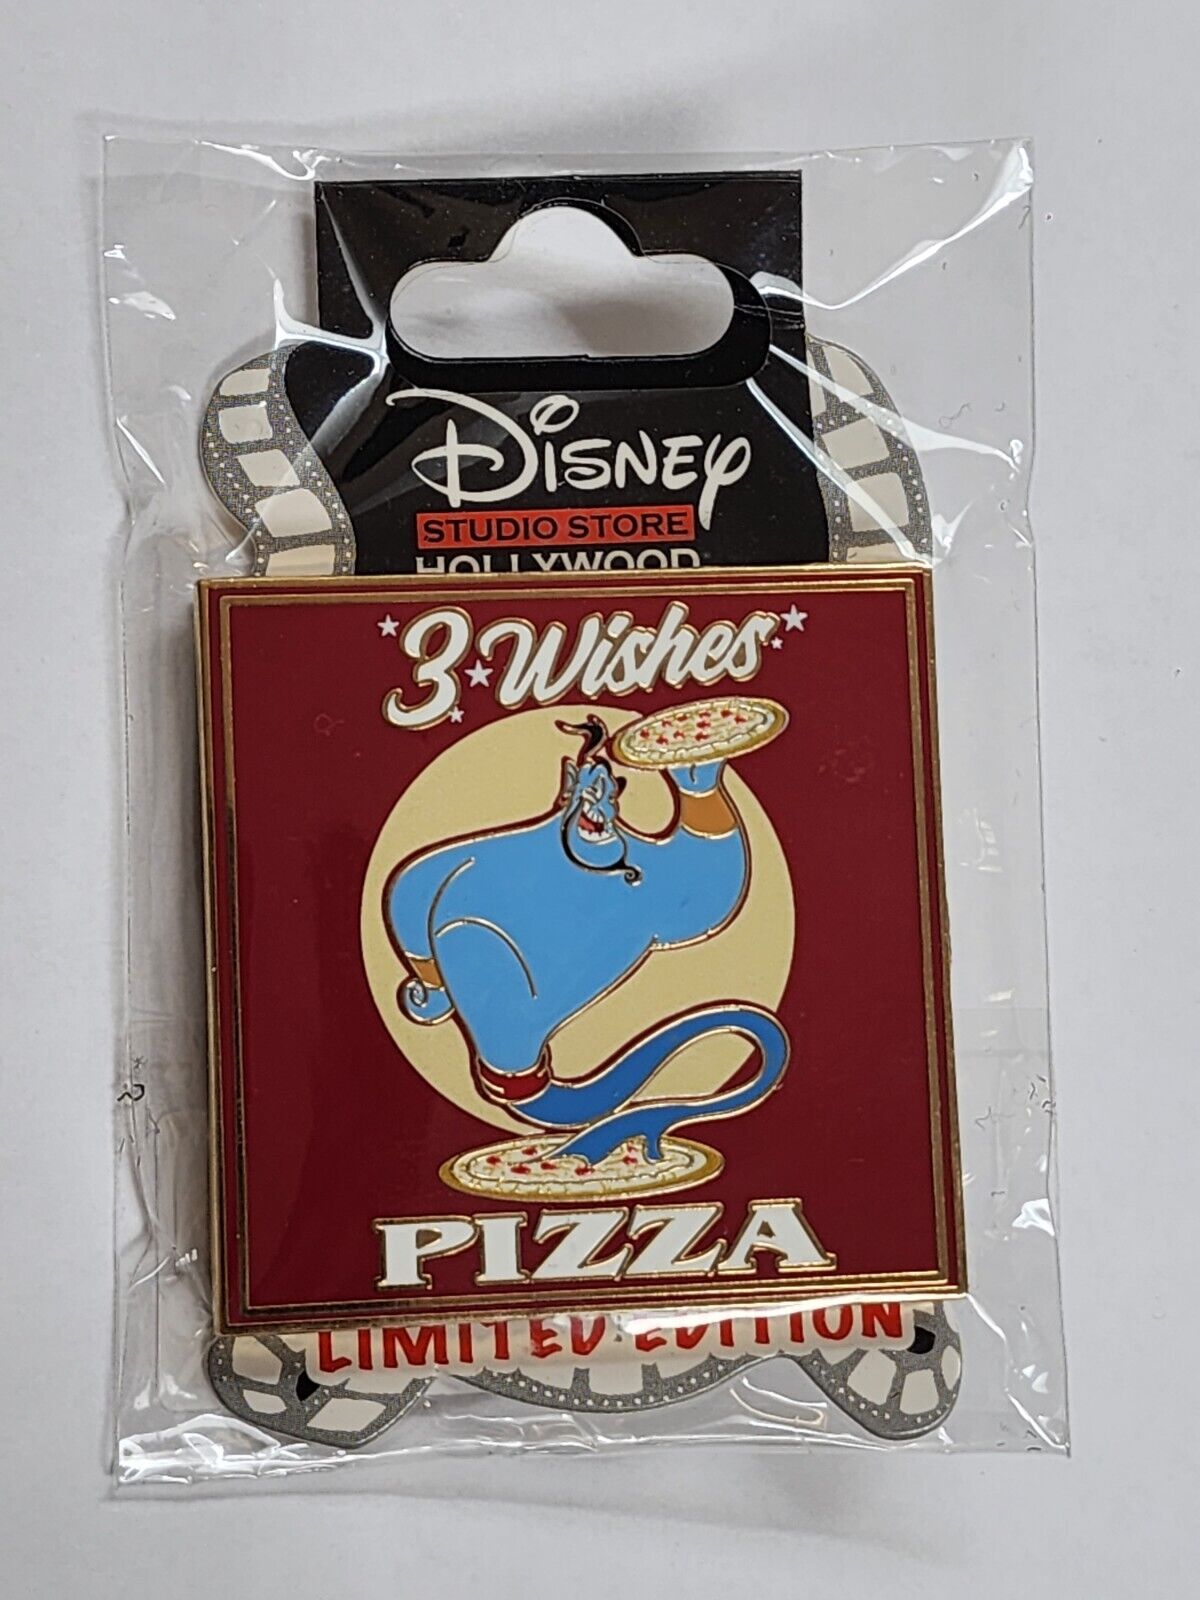 Disney
STUDIO STORE
HOLLYWOOD
3 Wishes
PIZZA
LIMITED EDITION